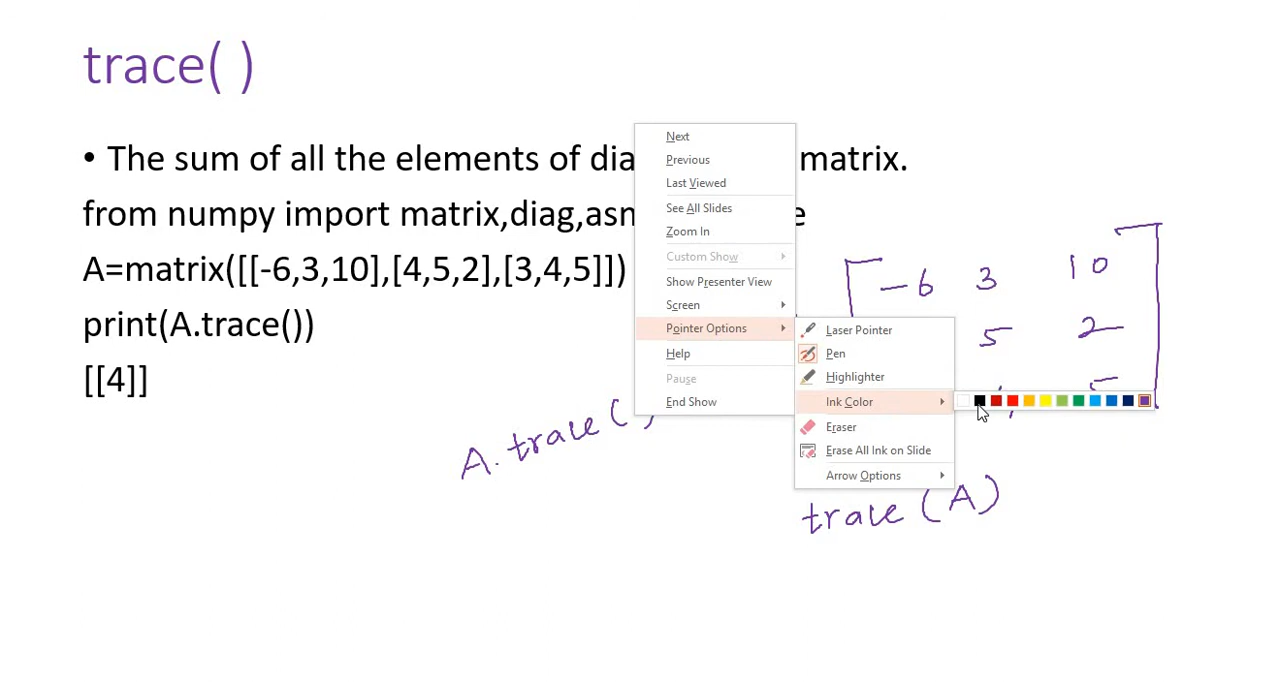 trace( )
• The sum of all the elements of dia matrix.
from numpy import matrix,diag,asm e
A=matrix([[-6,3,10],[4,5,2],[3,4,5]])
print(A.trace())
[[4]]
Next
Previous
Last Viewed
See All Slides
Zoom In
Custom Show
Show Presenter View
Screen
Pointer Options
Help
Pause
End Show
Laser Pointer
Pen
Highlighter
Ink Color
Eraser
Erase All Ink on Slide
Arrow Options
-6 3 10
5 2
5
A.trace( )
trace (A)